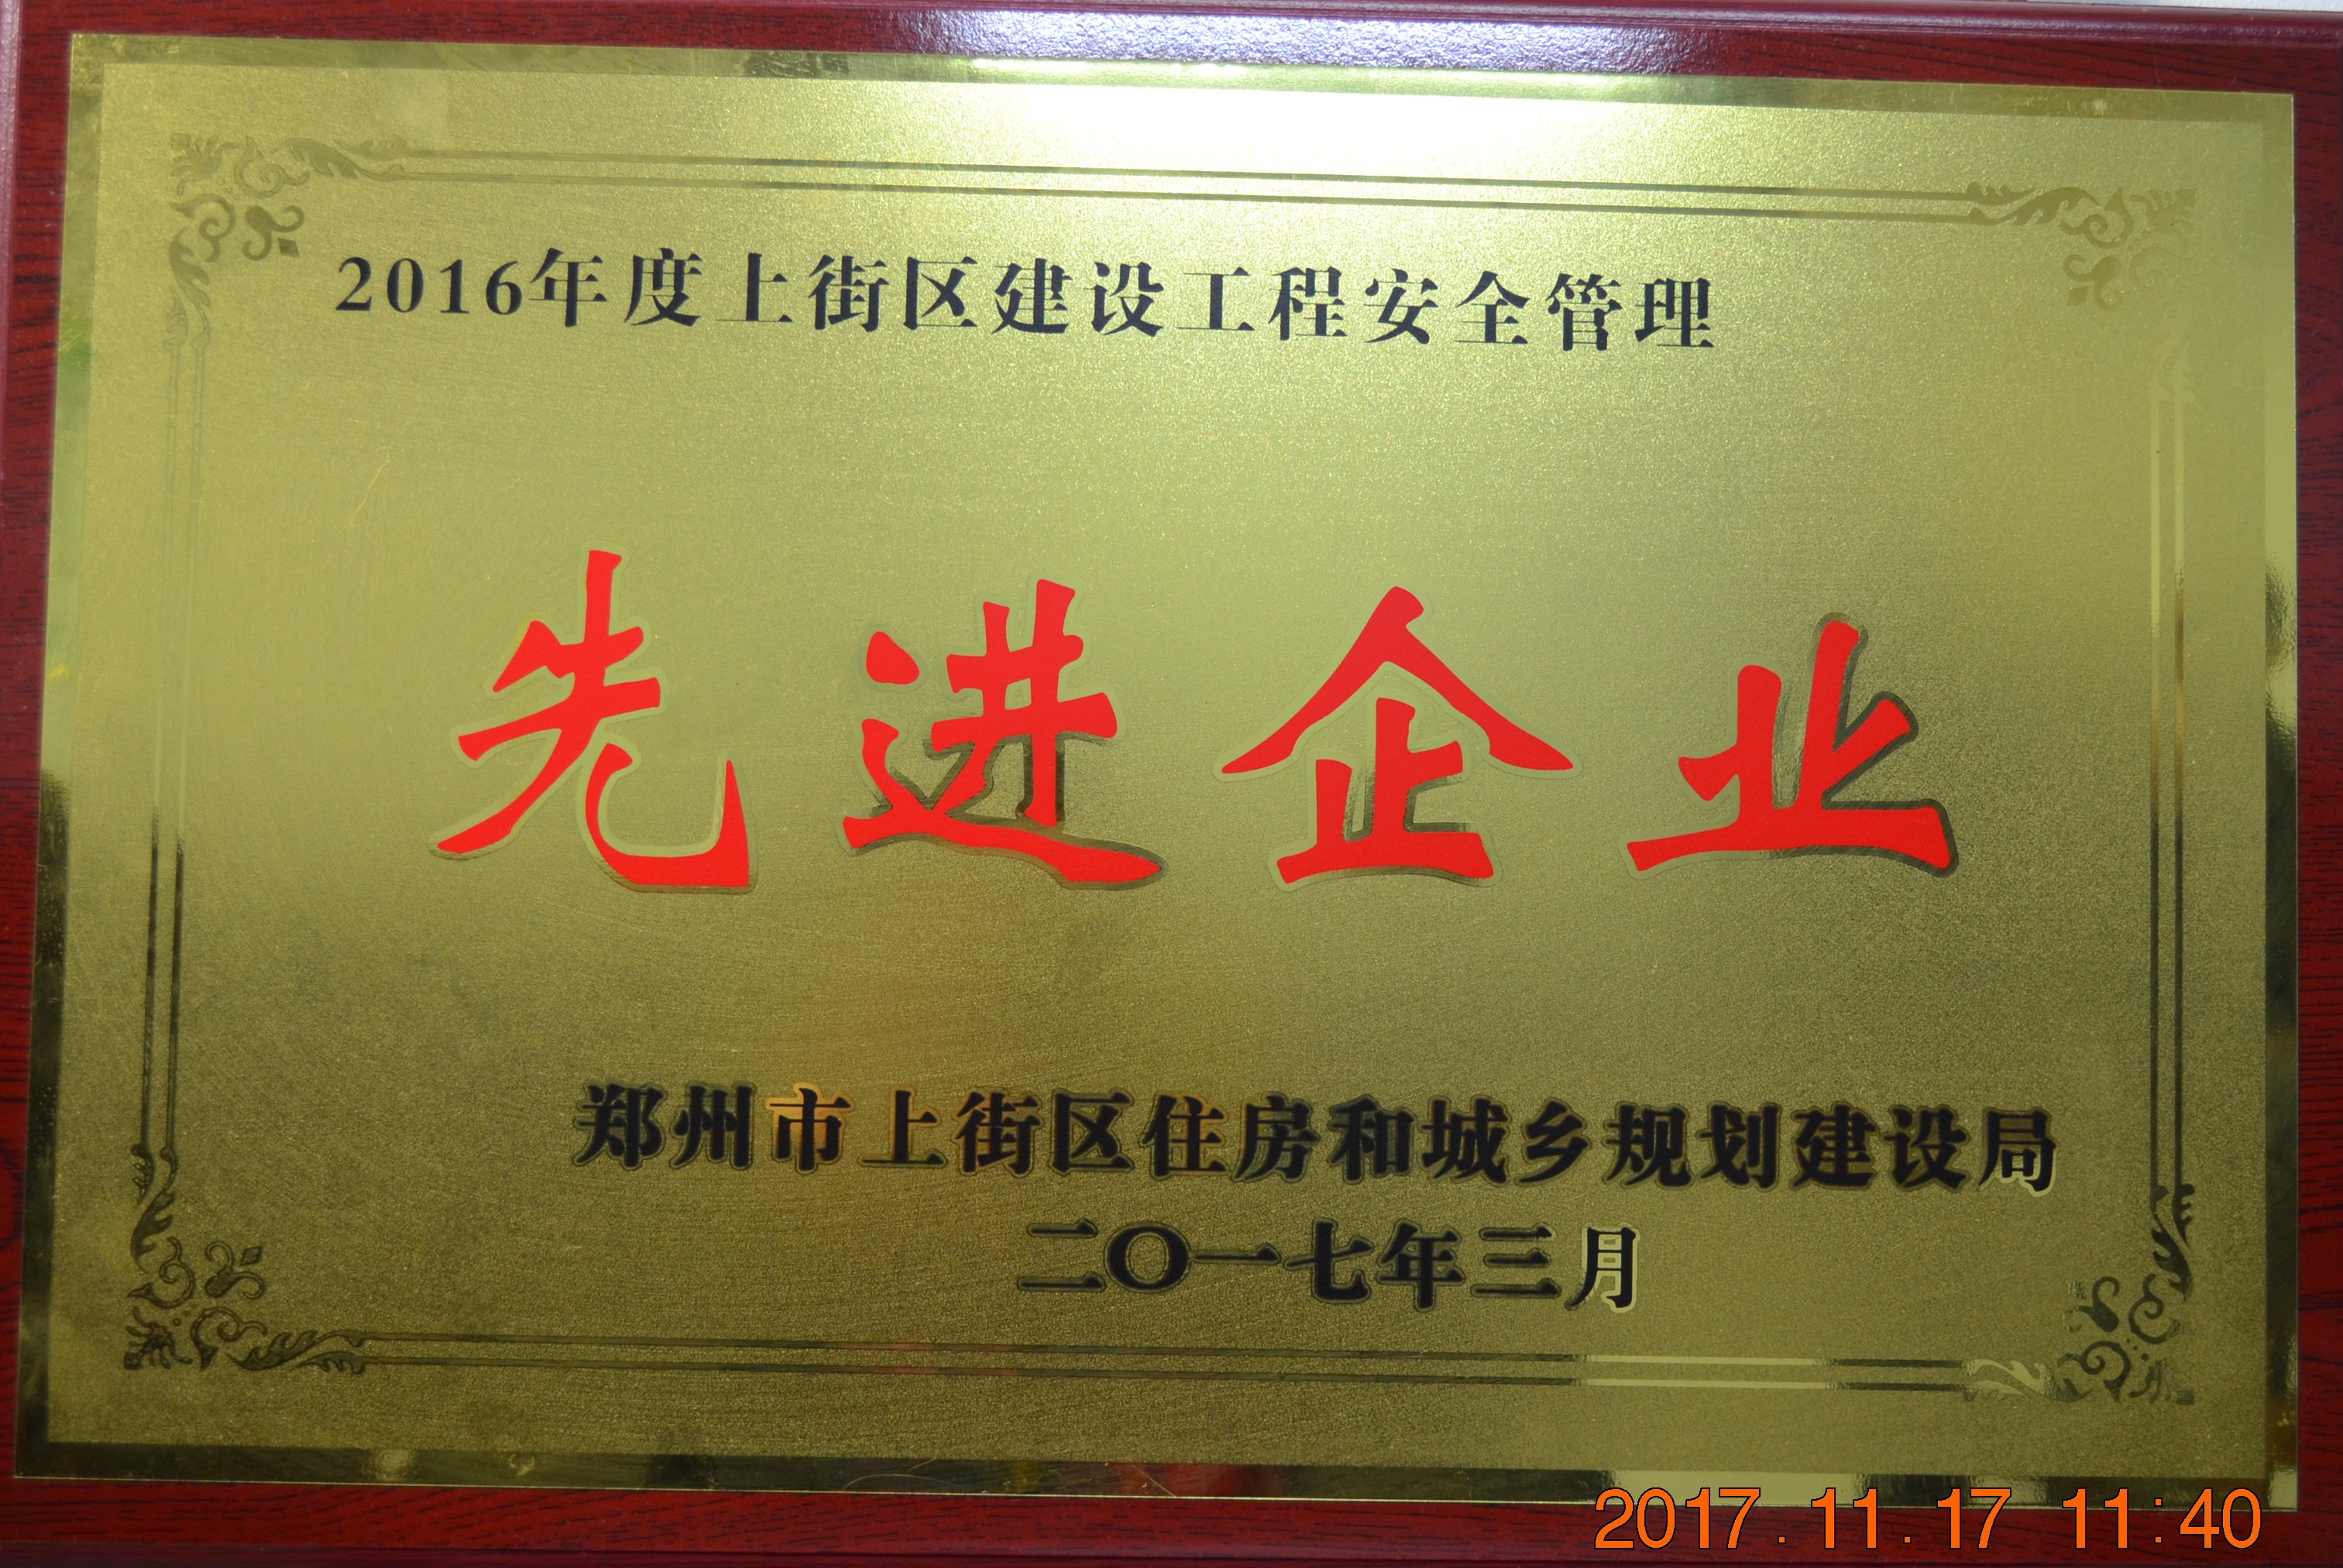 2016年度上街区建设工程安全管理
先进企业
郑州市上街区住房和城乡规划建设局
二〇一七年三月
2017.11.17 11:40